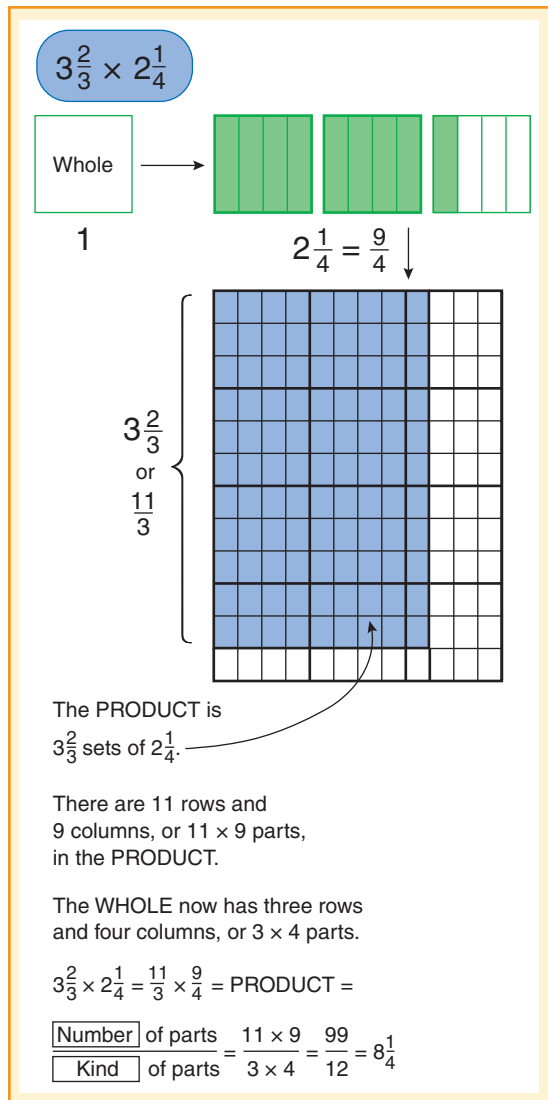 3 2/3 × 2 1/4
Whole
1
2 1/4 = 9/4
3 2/3
or
11/3
The PRODUCT is
3 2/3 sets of 2 1/4.
There are 11 rows and
9 columns, or 11 × 9 parts,
in the PRODUCT.
The WHOLE now has three rows
and four columns, or 3 × 4 parts.
3 2/3 × 2 1/4 = 11/3 × 9/4 = PRODUCT =
Number of parts / Kind of parts = 11 × 9 / 3 × 4 = 99/12 = 8 1/4